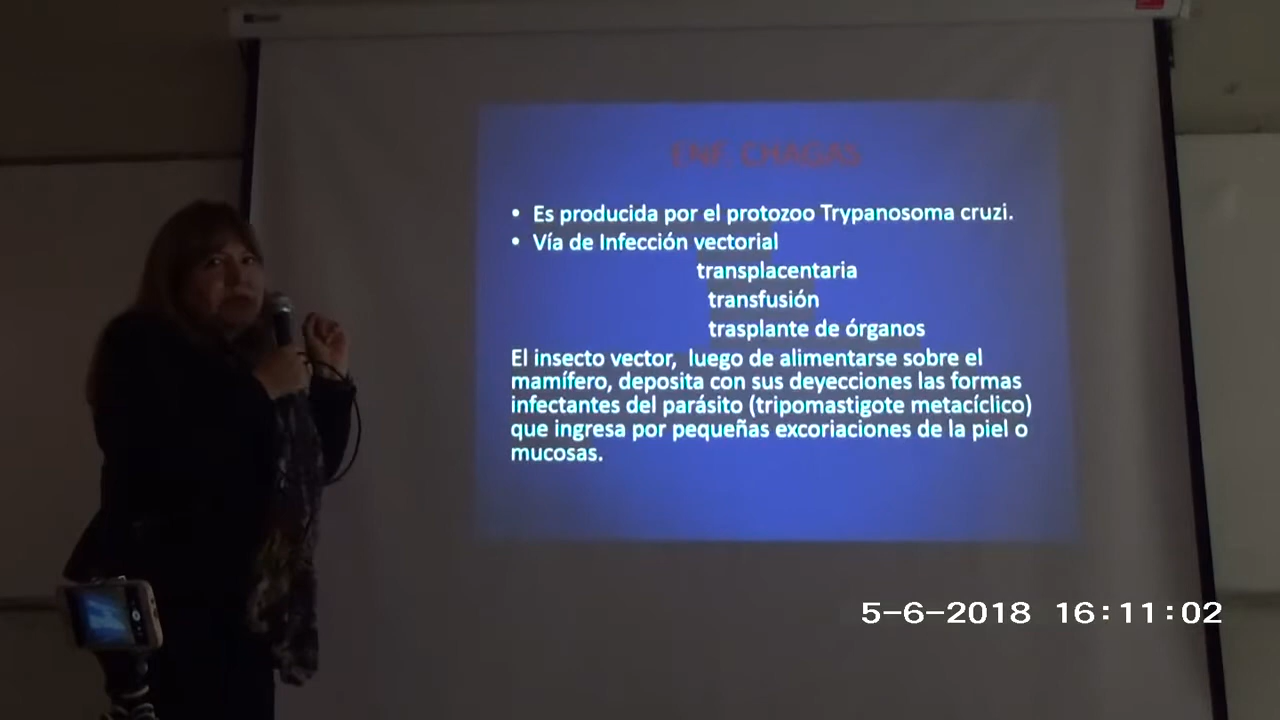 ENF. CHAGAS
• Es producida por el protozoo Trypanosoma cruzi.
• Vía de Infección vectorial
transplacentaria
transfusión
trasplante de órganos
El insecto vector, luego de alimentarse sobre el
mamífero, deposita con sus deyecciones las formas
infectantes del parásito (tripomastigote metacíclico)
que ingresa por pequeñas excoriaciones de la piel o
mucosas.
5-6-2018 16:11:02